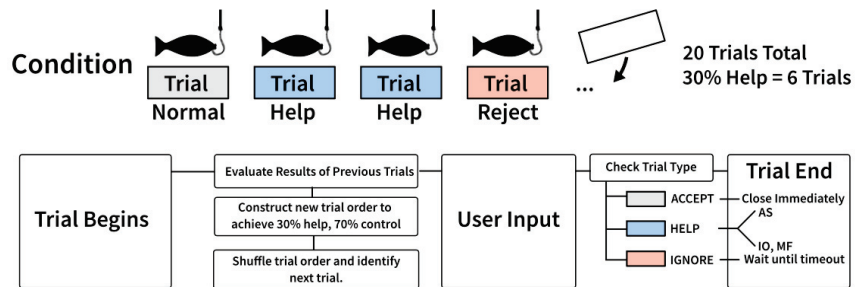 Condition
Trial
Normal
Trial
Help
Trial
Help
Trial
Reject
...
20 Trials Total
30% Help = 6 Trials
Trial Begins
Evaluate Results of Previous Trials
Construct new trial order to
achieve 30% help, 70% control
Shuffle trial order and identify
next trial.
User Input
Check Trial Type
ACCEPT
HELP
IGNORE
Trial End
Close Immediately
AS
IO, MF
Wait until timeout